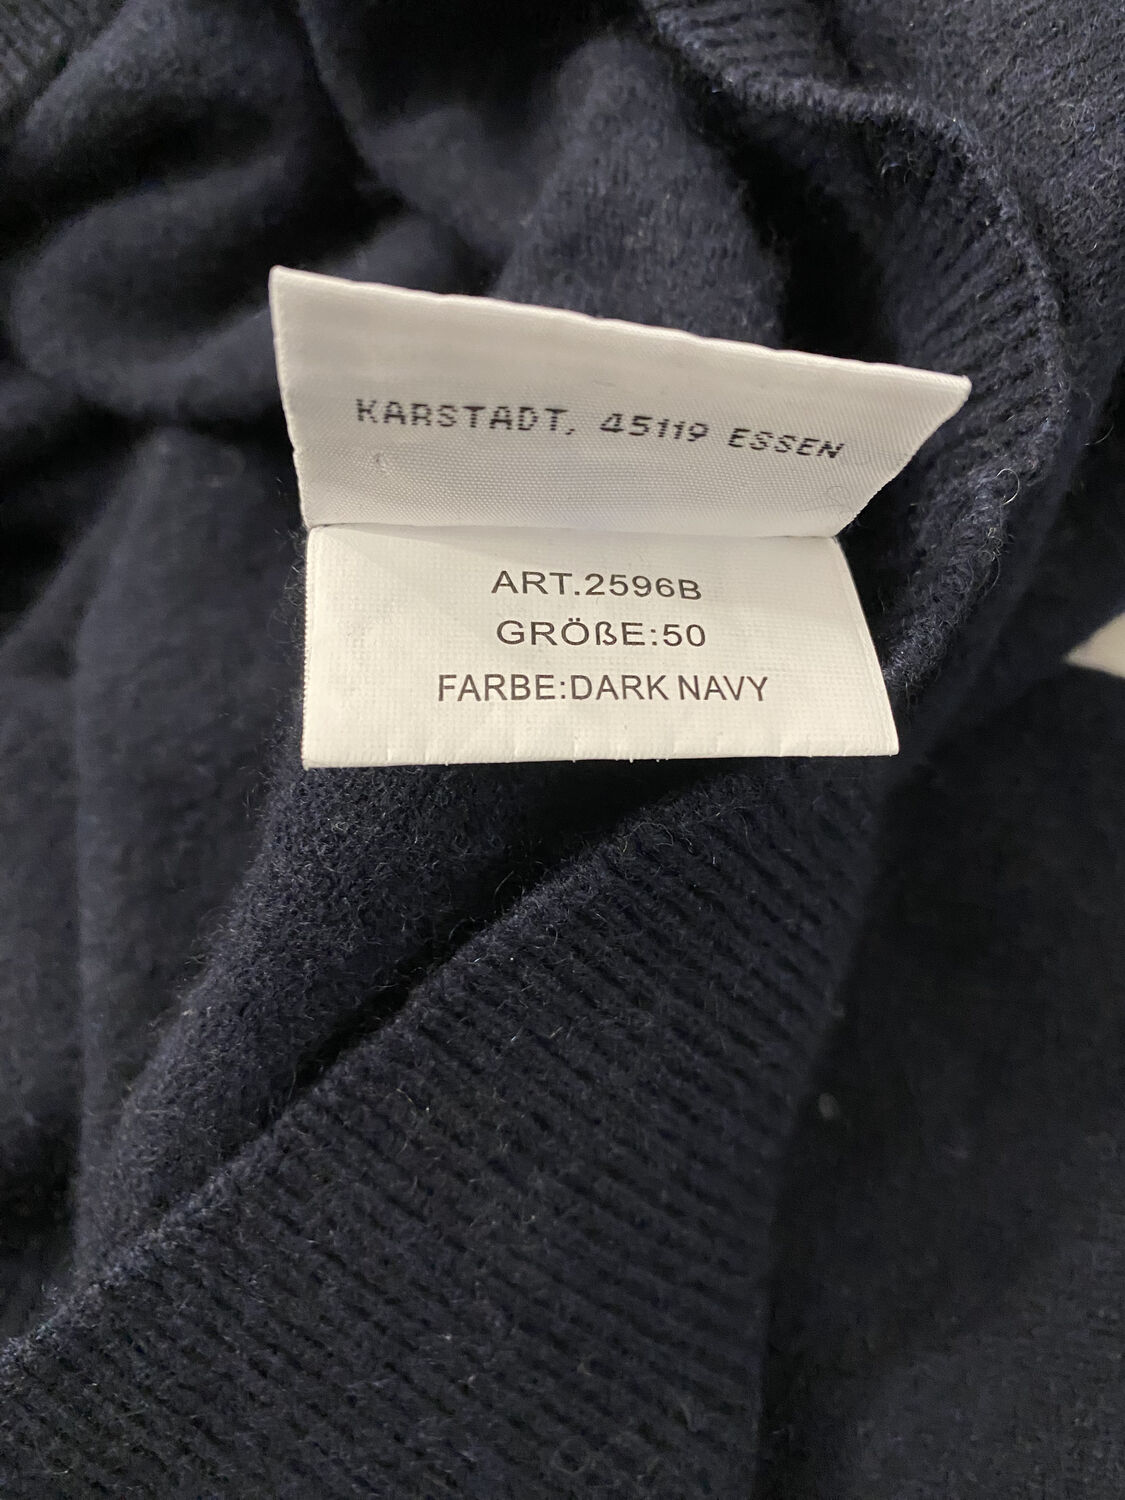 KARSTADT, 45119 ESSEN
ART.2596B
GRÖßE:50
FARBE:DARK NAVY